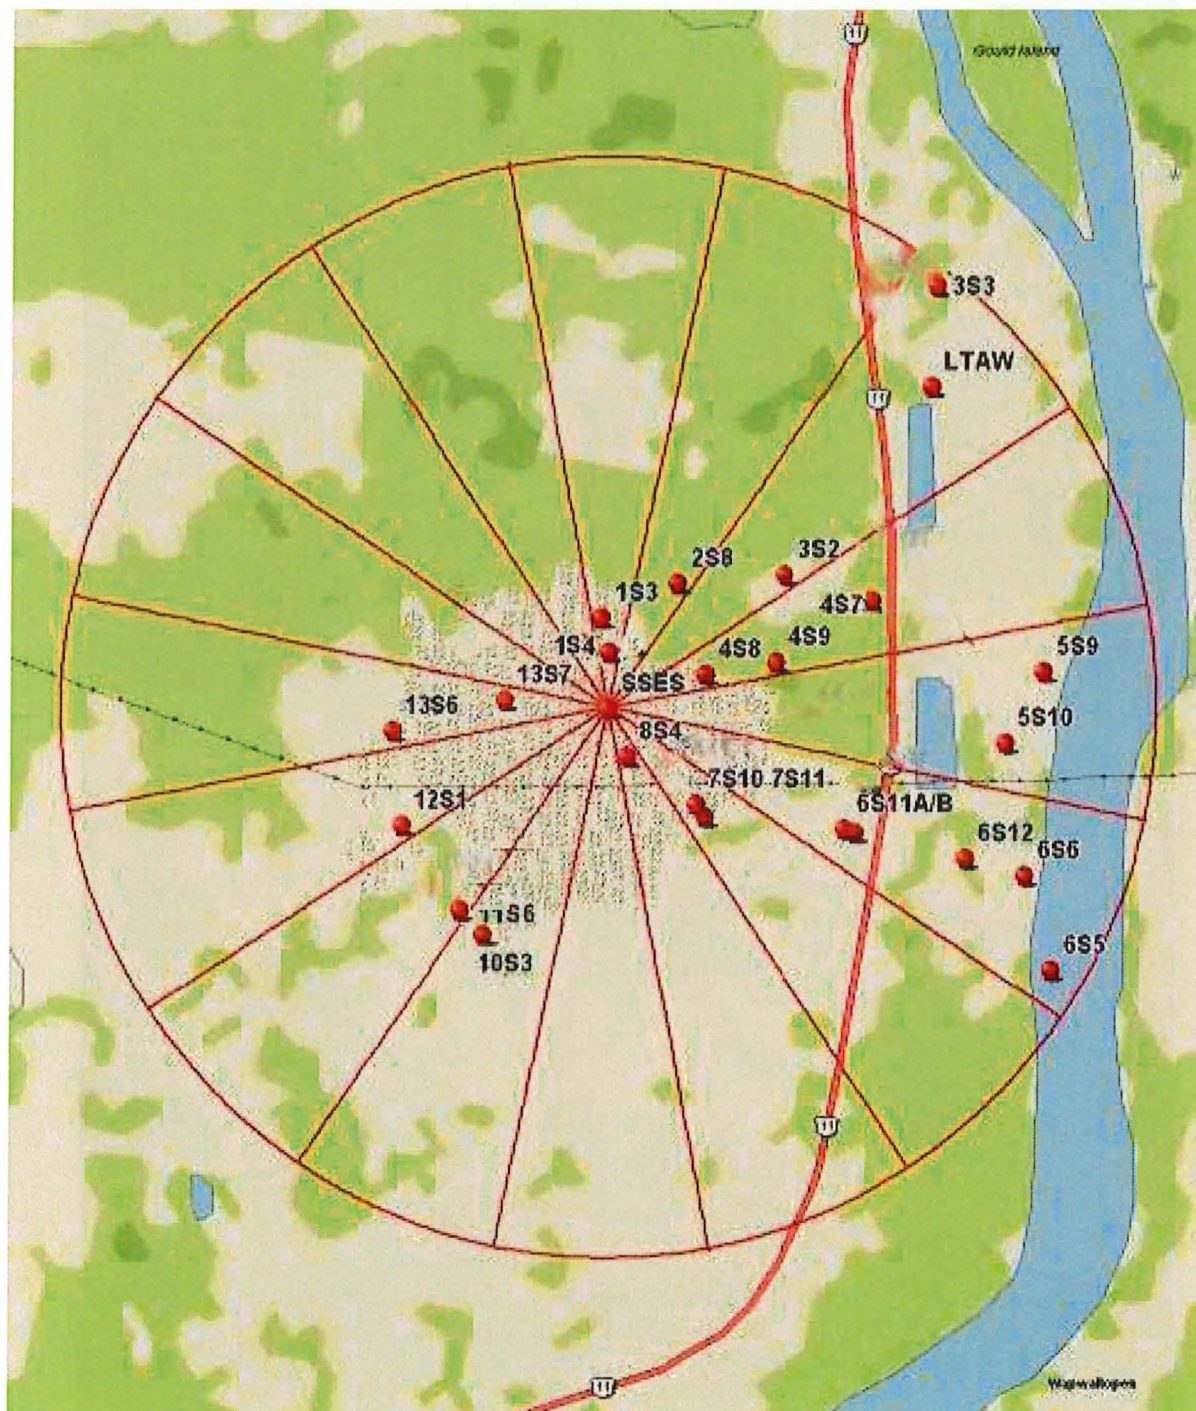 11
Gould Island
3S3
LTAW
11
2S8
3S2
1S3
4S7
1S4
4S8
4S9
5S9
13S7
SSES
13S6
5S10
8S4
7S10 7S11
12S1
6S11A/B
6S12
6S6
11S6
6S5
10S3
11
11
Wapwallopen